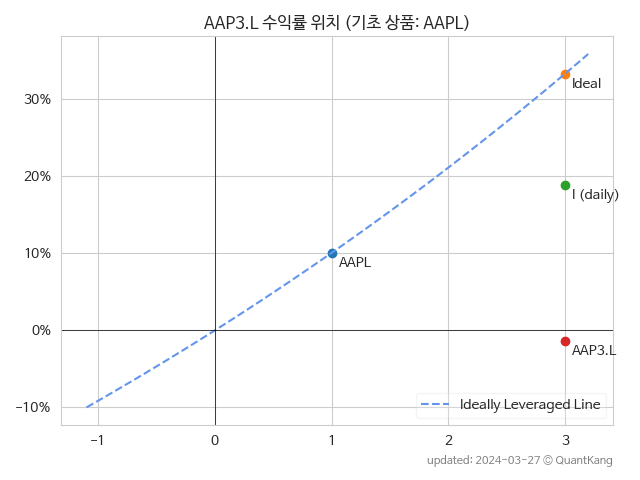 AAP3.L 수익률 위치 (기초 상품: AAPL)
30%
Ideal
20%
I (daily)
10%
AAPL
0%
AAP3.L
−10%
Ideally Leveraged Line
−1
0
1
2
3
updated: 2024-03-27 © QuantKang